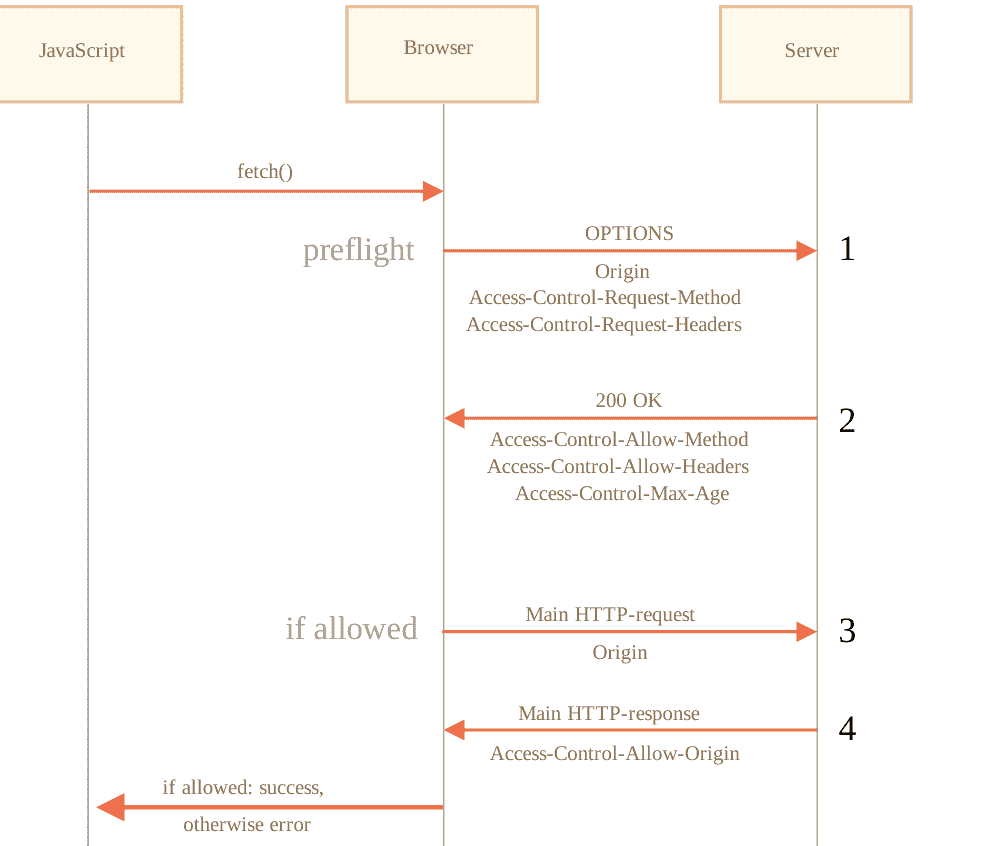 JavaScript
Browser
Server
fetch()
preflight
OPTIONS
1
Origin
Access-Control-Request-Method
Access-Control-Request-Headers
200 OK
2
Access-Control-Allow-Method
Access-Control-Allow-Headers
Access-Control-Max-Age
if allowed
Main HTTP-request
3
Origin
Main HTTP-response
4
Access-Control-Allow-Origin
if allowed: success,
otherwise error